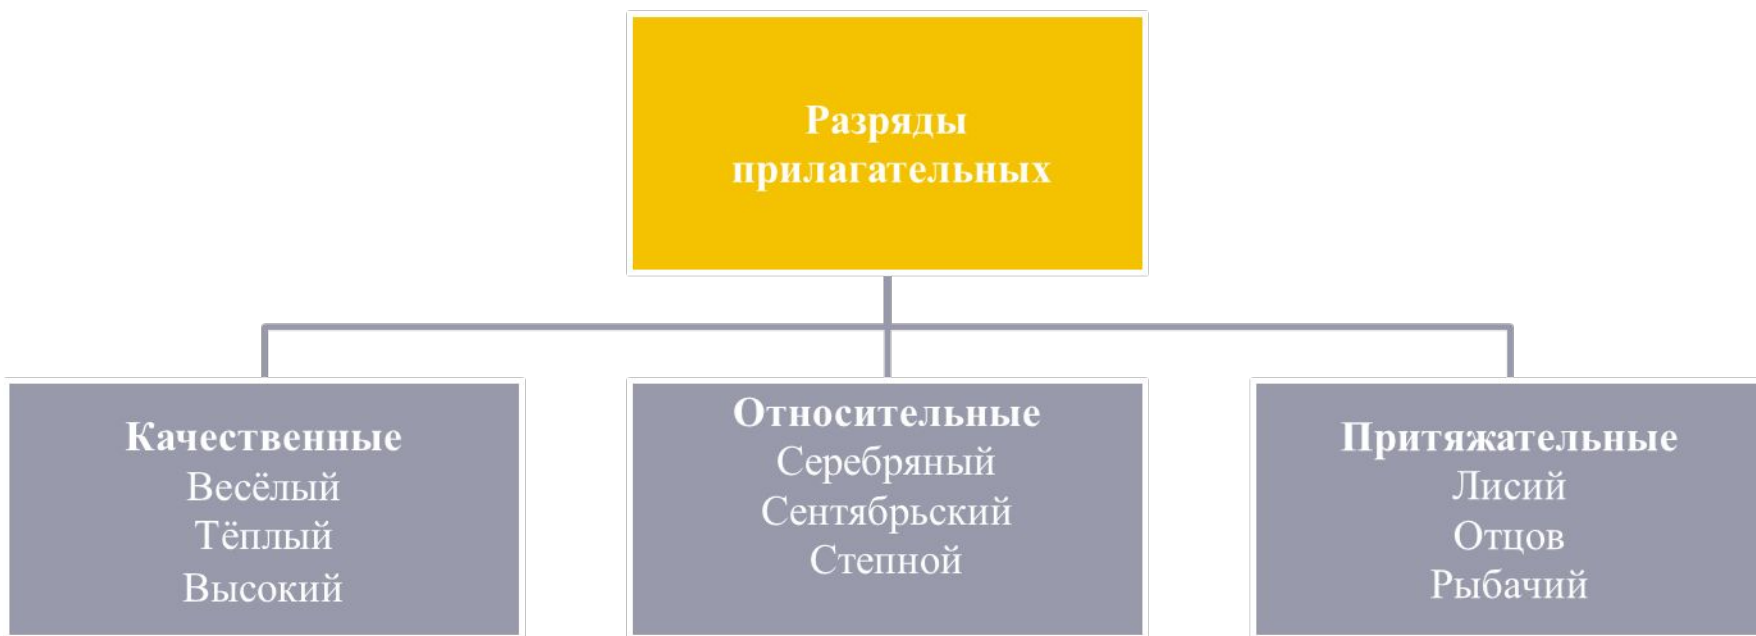 Разряды
прилагательных
Качественные
Весёлый
Тёплый
Высокий
Относительные
Серебряный
Сентябрьский
Степной
Притяжательные
Лисий
Отцов
Рыбачий